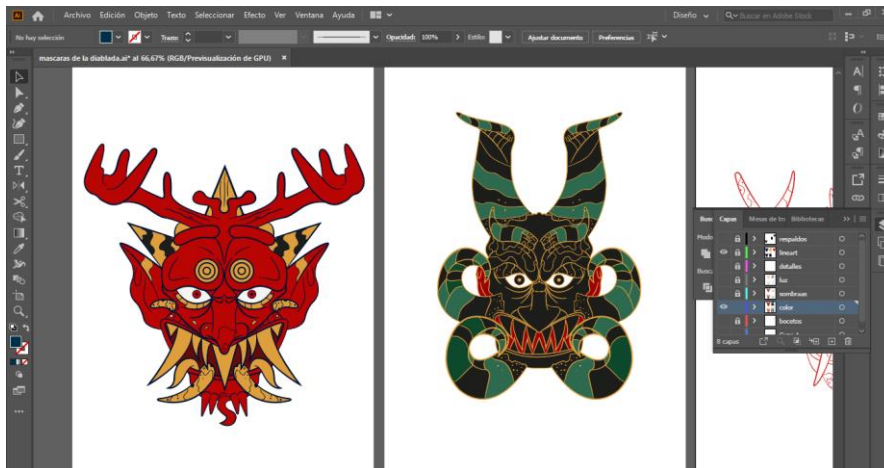 Ai Archivo Edición Objeto Texto Seleccionar Efecto Ver Ventana Ayuda Diseño Buscar en Adobe Stock
No hay selección Trazo: Opacidad: 100% Estilo: Ajustar documento Preferencias
mascaras de la diablada.ai* al 66,67% (RGB/Previsualización de GPU) ×
Capas Mesas de tr Bibliotecas
respaldos
lineart
detalles
luz
sombras
color
bocetos
8 capas